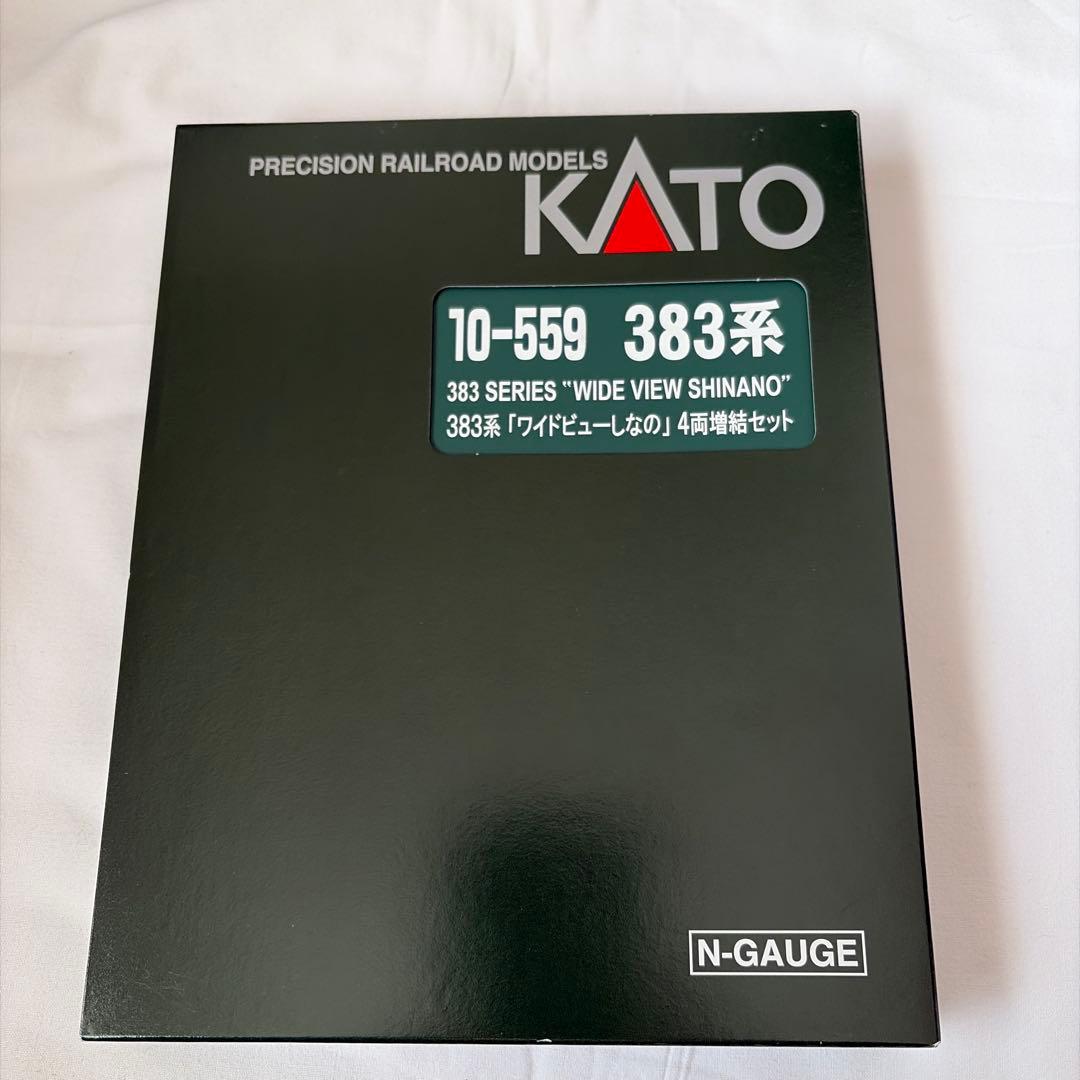 PRECISION RAILROAD MODELS
KATO
10-559 383系
383 SERIES "WIDE VIEW SHINANO"
383系「ワイドビューしなの」4両増結セット
N-GAUGE